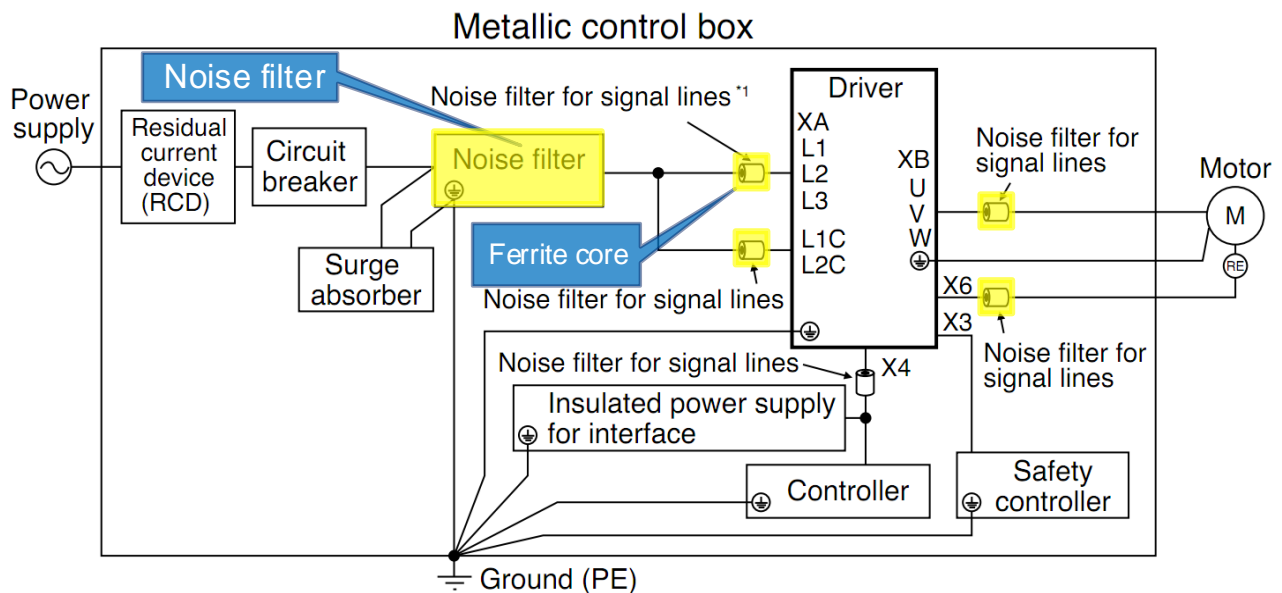 Metallic control box
Noise filter
Power
supply
Residual
current
device
(RCD)
Circuit
breaker
Noise filter
Surge
absorber
Noise filter for signal lines *1
Ferrite core
Noise filter for signal lines
Driver
XA
L1
L2
L3
L1C
L2C
XB
U
V
W
X6
X3
X4
Noise filter for
signal lines
Motor
M
RE
Noise filter for
signal lines
Noise filter for signal lines
Insulated power supply
for interface
Controller
Safety
controller
Ground (PE)